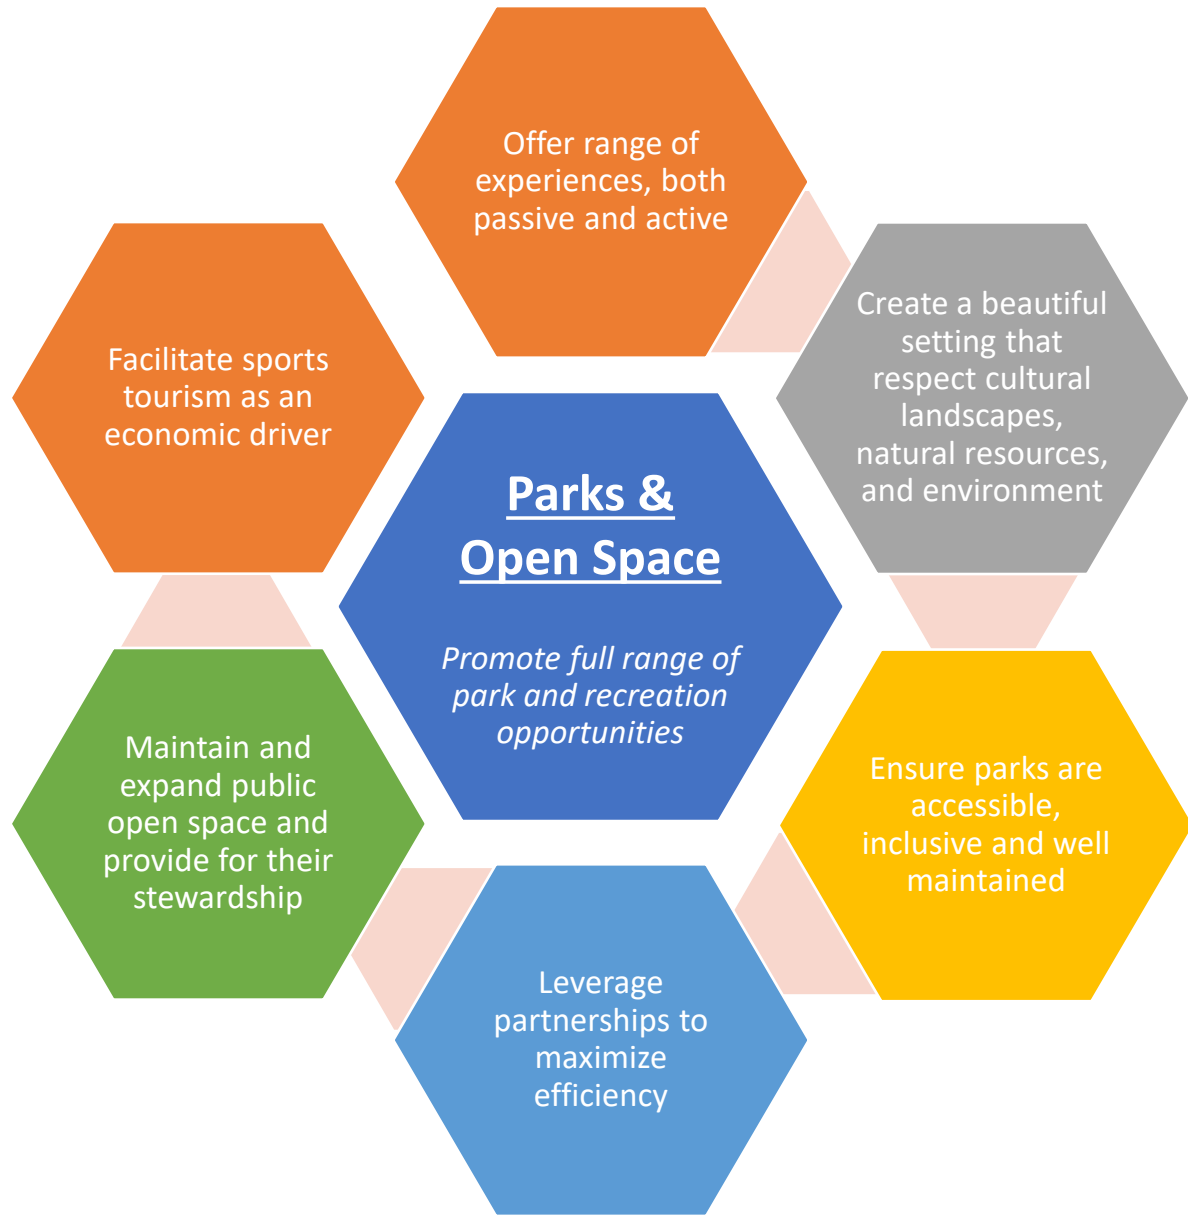 Offer range of
experiences, both
passive and active
Create a beautiful
setting that
respect cultural
landscapes,
natural resources,
and environment
Facilitate sports
tourism as an
economic driver
Parks &
Open Space
Promote full range of
park and recreation
opportunities
Maintain and
expand public
open space and
provide for their
stewardship
Ensure parks are
accessible,
inclusive and well
maintained
Leverage
partnerships to
maximize
efficiency